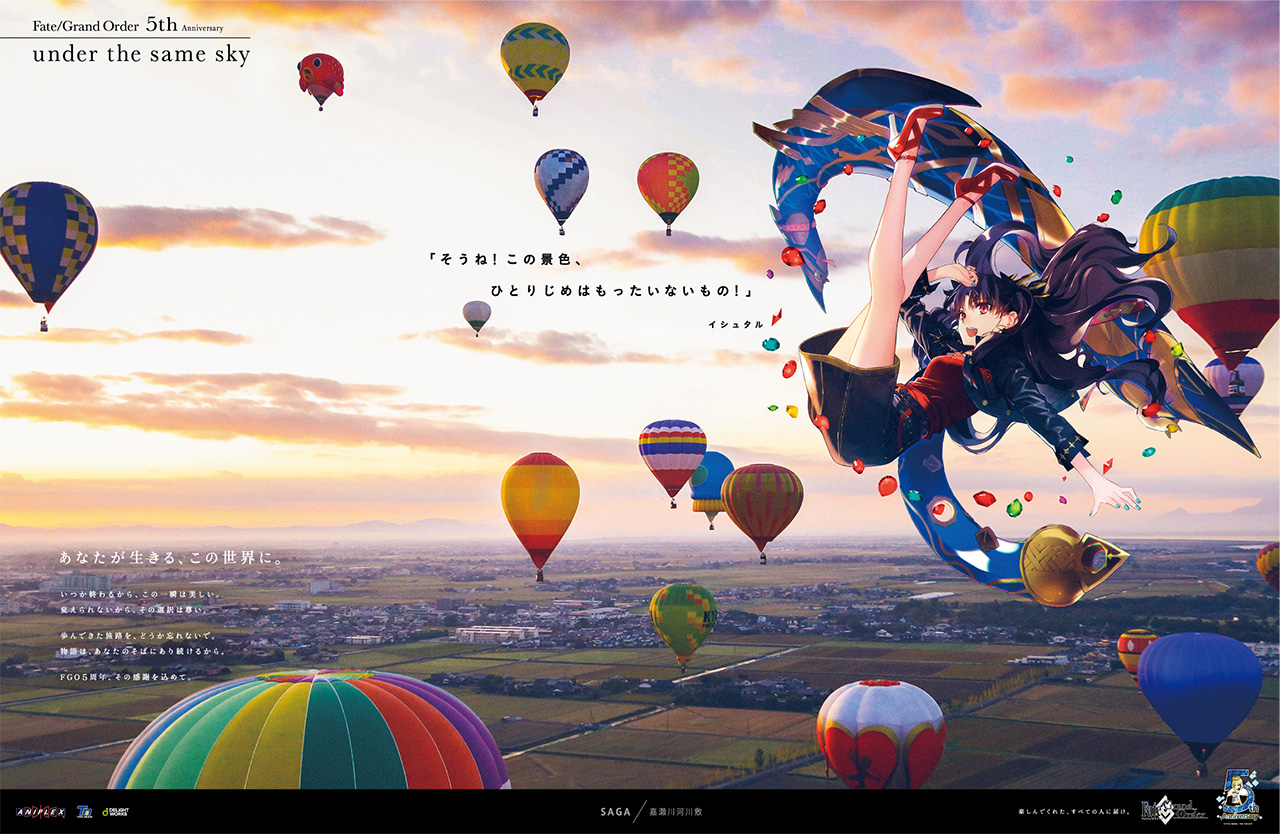 Fate/Grand Order 5th Anniversary
under the same sky
「そうね！この景色、
ひとりじめはもったいないもの！」
イシュタル
あなたが生きる、この世界に。
いつか終わるから、この一瞬は美しい。
変えられないから、その選択は尊い。
歩んできた旅路を、どうか忘れないで。
物語は、あなたのそばにあり続けるから。
FGO5周年、その感謝を込めて。
ANIPLEX
DELIGHT WORKS
SAGA／嘉瀬川河川敷
楽しんでくれた、すべての人に届け。
Fate Grand Order
5th Anniversary